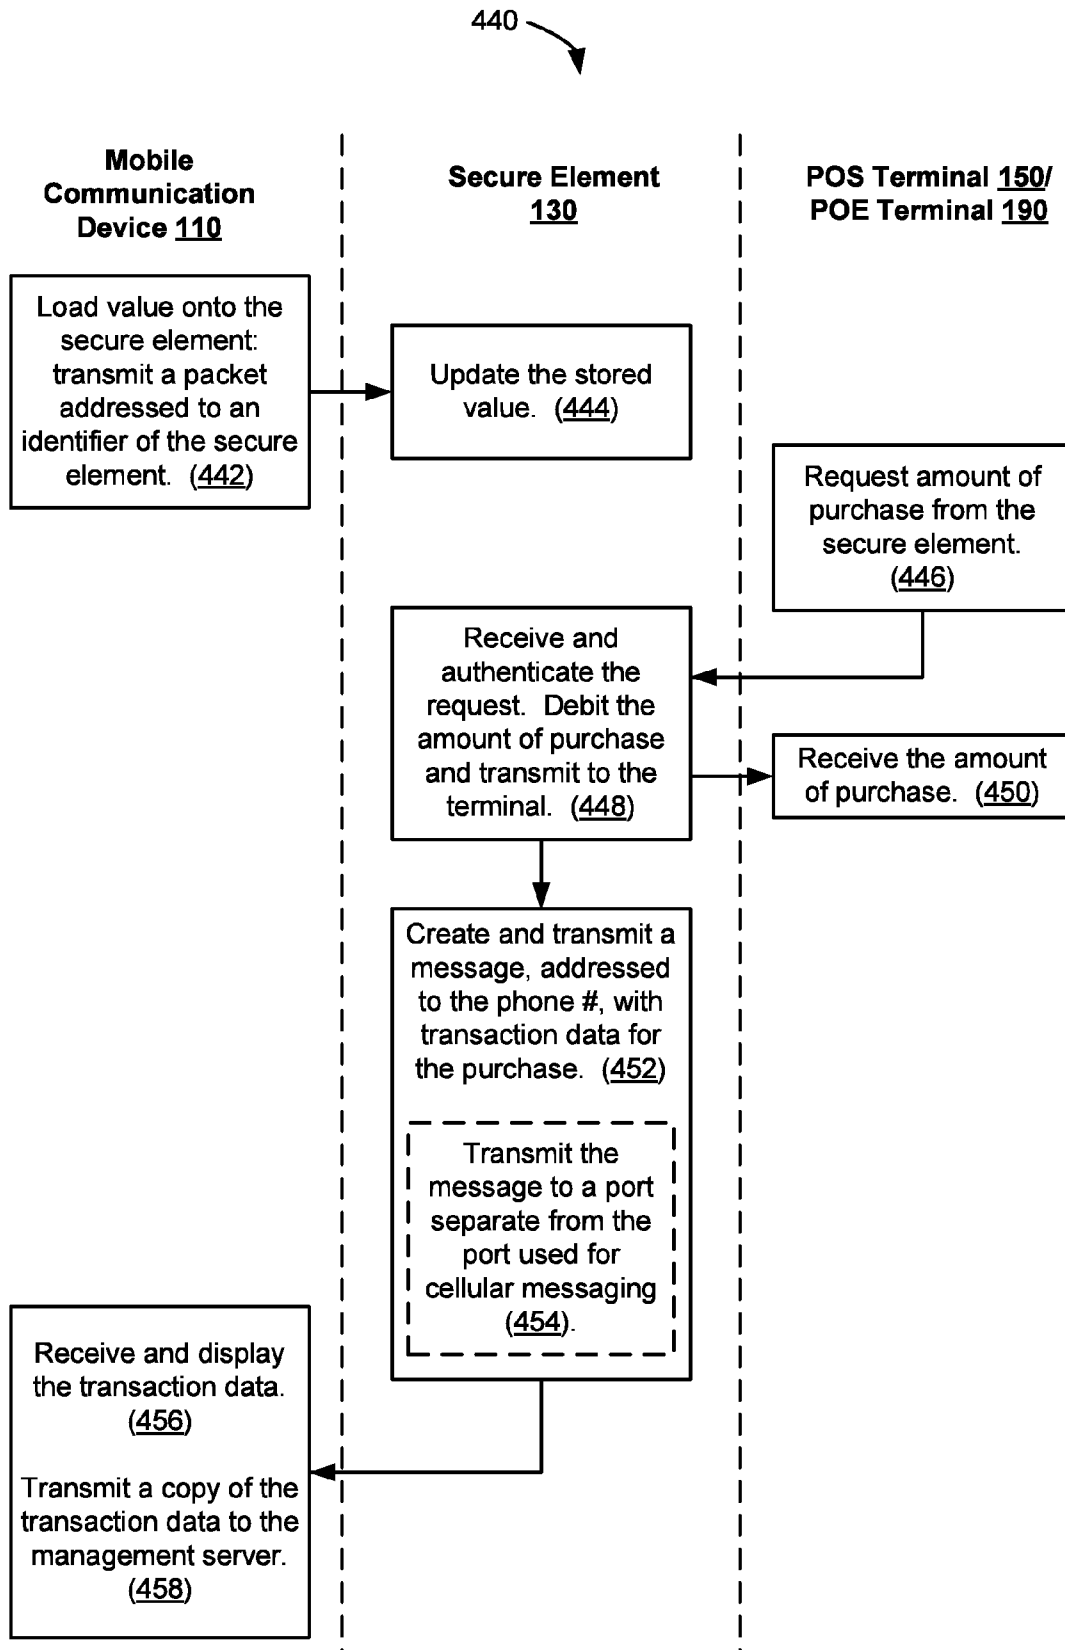 440
Mobile
Communication
Device 110
Secure Element
130
POS Terminal 150/
POE Terminal 190
Load value onto the
secure element:
transmit a packet
addressed to an
identifier of the secure
element. (442)
Update the stored
value. (444)
Request amount of
purchase from the
secure element.
(446)
Receive and
authenticate the
request. Debit the
amount of purchase
and transmit to the
terminal. (448)
Receive the amount
of purchase. (450)
Create and transmit a
message, addressed
to the phone #, with
transaction data for
the purchase. (452)
Transmit the
message to a port
separate from the
port used for
cellular messaging
(454).
Receive and display
the transaction data.
(456)
Transmit a copy of the
transaction data to the
management server.
(458)